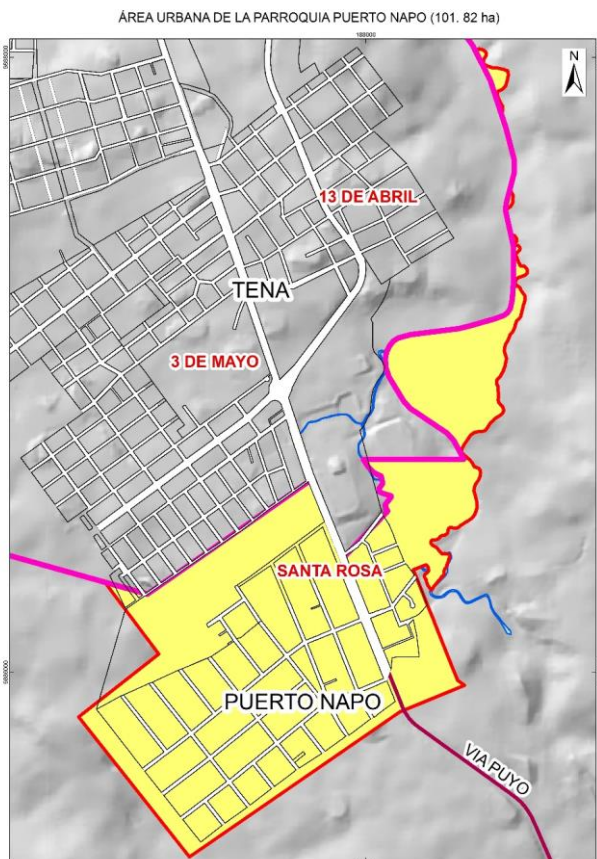 ÁREA URBANA DE LA PARROQUIA PUERTO NAPO (101. 82 ha)
188000
N
13 DE ABRIL
TENA
3 DE MAYO
SANTA ROSA
PUERTO NAPO
VIA PUYO